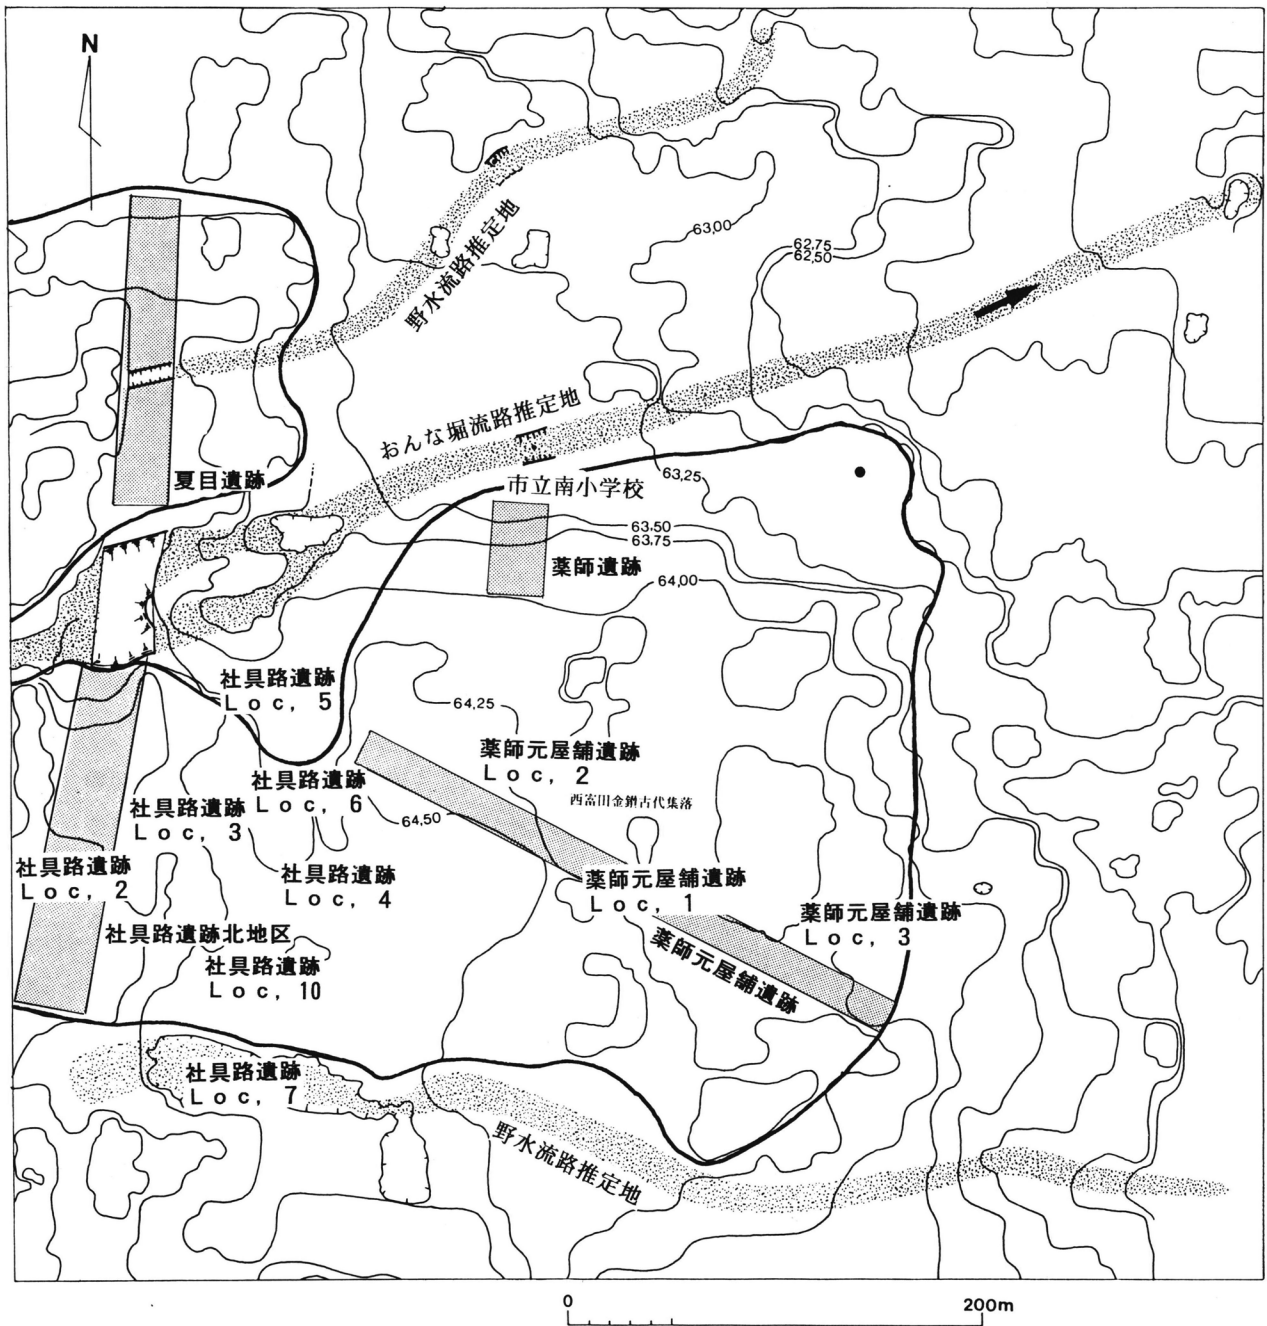 N
野水流路推定地
63,00
62,75
62,50
おんな堀流路推定地
夏目遺跡
63,25
市立南小学校
63,50
63,75
薬師遺跡
64,00
社具路遺跡
Loc, 5
64,25
薬師元屋舗遺跡
Loc, 2
社具路遺跡
Loc, 6
西富田金鑚古代集落
社具路遺跡
Loc, 3
64,50
社具路遺跡
Loc, 2
社具路遺跡
Loc, 4
薬師元屋舗遺跡
Loc, 1
薬師元屋舗遺跡
Loc, 3
社具路遺跡北地区
薬師元屋舗遺跡
社具路遺跡
Loc, 10
社具路遺跡
Loc, 7
野水流路推定地
0
200m